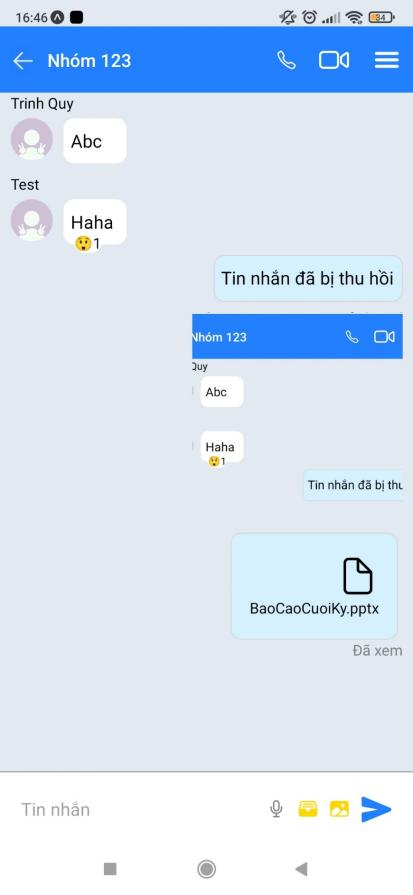 16:46
34
Nhóm 123
Trinh Quy
Abc
Test
Haha
😲1
Tin nhắn đã bị thu hồi
Nhóm 123
Quy
Abc
Haha
😲1
Tin nhắn đã bị thu
BaoCaoCuoiKy.pptx
Đã xem
Tin nhắn